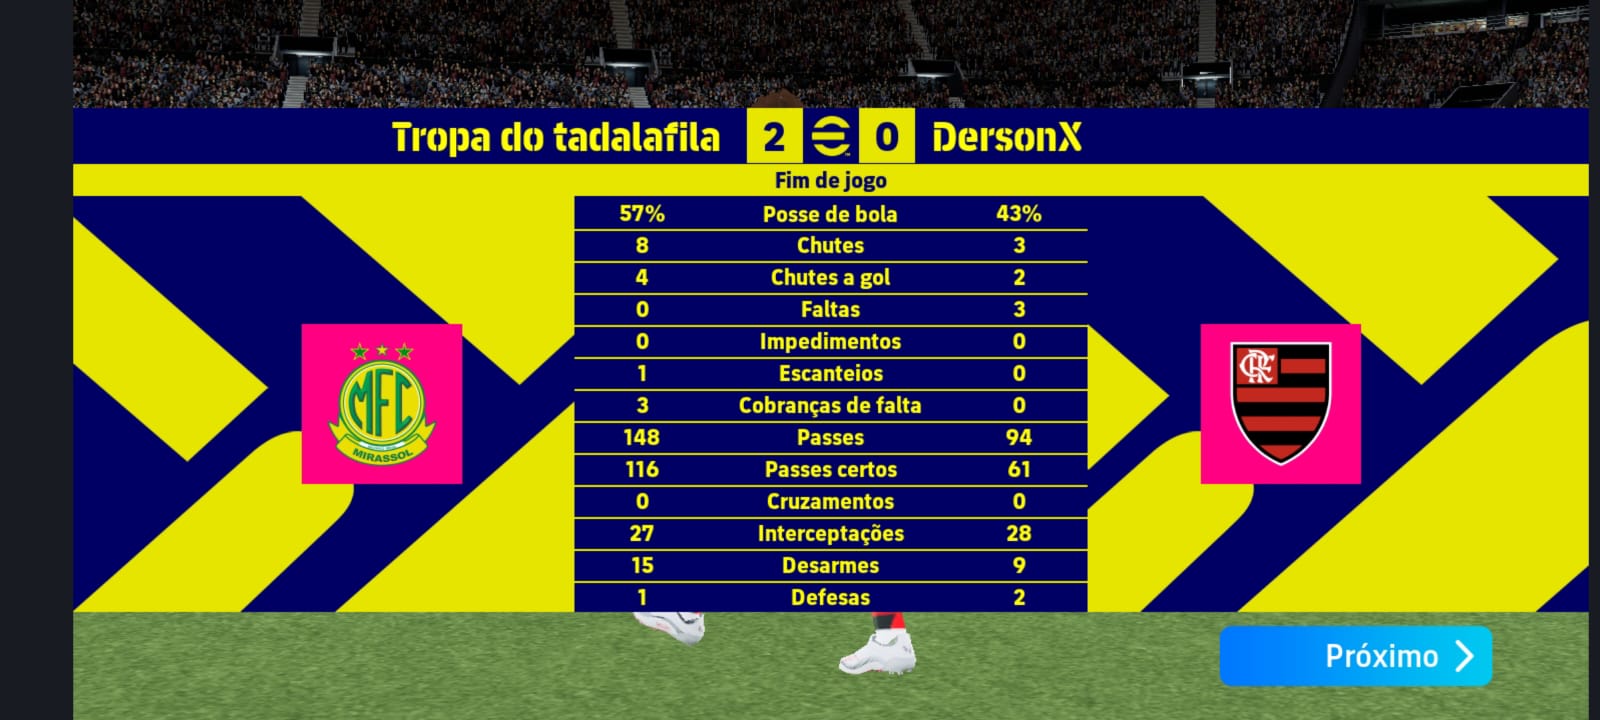 Tropa do tadalafila 2 0 DersonX
Fim de jogo
57% Posse de bola 43%
8 Chutes 3
4 Chutes a gol 2
0 Faltas 3
0 Impedimentos 0
1 Escanteios 0
3 Cobranças de falta 0
148 Passes 94
116 Passes certos 61
0 Cruzamentos 0
27 Interceptações 28
15 Desarmes 9
1 Defesas 2
MFC
MIRASSOL
CRF
Próximo